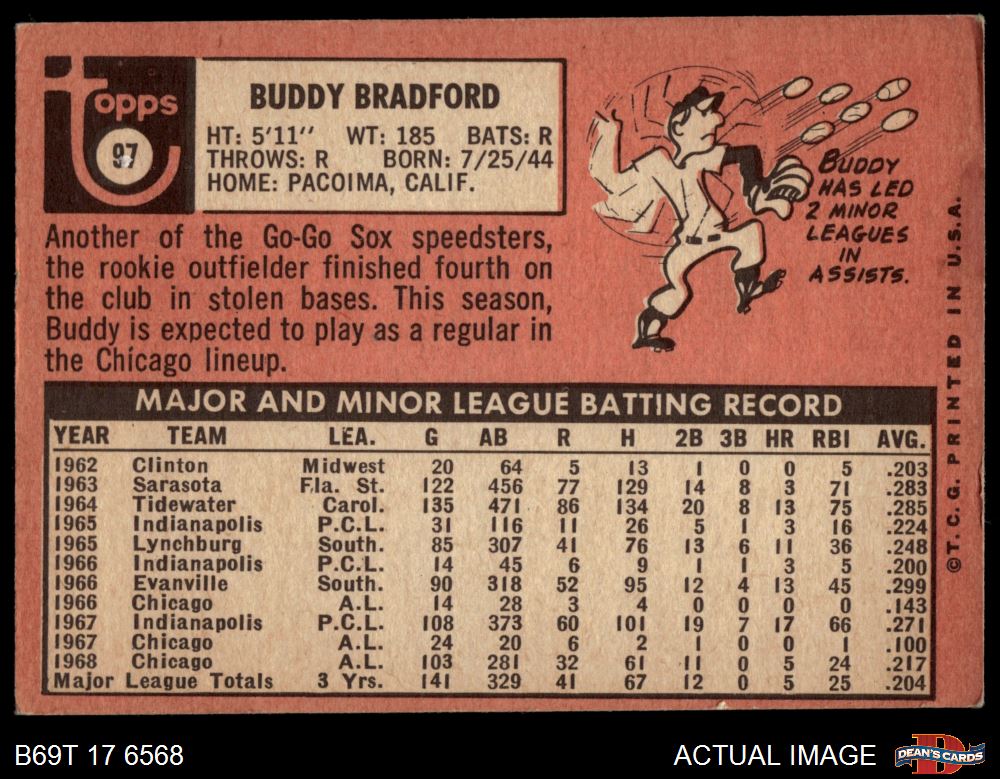 topps
97
BUDDY BRADFORD
HT: 5'11" WT: 185 BATS: R
THROWS: R BORN: 7/25/44
HOME: PACOIMA, CALIF.
Another of the Go-Go Sox speedsters,
the rookie outfielder finished fourth on
the club in stolen bases. This season,
Buddy is expected to play as a regular in
the Chicago lineup.
BUDDY
HAS LED
2 MINOR
LEAGUES
IN
ASSISTS.
©T.C.G. PRINTED IN U.S.A.
MAJOR AND MINOR LEAGUE BATTING RECORD
YEAR TEAM LEA. G AB R H 2B 3B HR RBI AVG.
1962 Clinton Midwest 20 64 5 13 1 0 0 5 .203
1963 Sarasota Fla. St. 122 456 77 129 14 8 3 71 .283
1964 Tidewater Carol. 135 471 86 134 20 8 13 75 .285
1965 Indianapolis P.C.L. 31 116 11 26 5 1 3 16 .224
1965 Lynchburg South. 85 307 41 76 13 6 11 36 .248
1966 Indianapolis P.C.L. 14 45 6 9 1 1 3 5 .200
1966 Evanville South. 90 318 52 95 12 4 13 45 .299
1966 Chicago A.L. 14 28 3 4 0 0 0 0 .143
1967 Indianapolis P.C.L. 108 373 60 101 19 7 17 66 .271
1967 Chicago A.L. 24 20 6 2 1 0 0 1 .100
1968 Chicago A.L. 103 281 32 61 11 0 5 24 .217
Major League Totals 3 Yrs. 141 329 41 67 12 0 5 25 .204
B69T 17 6568
ACTUAL IMAGE
DEAN'S CARDS